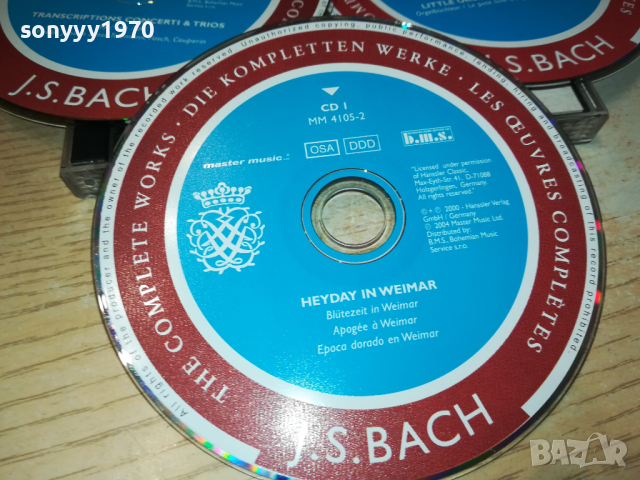 sonyyy1970
TRANSCRIPTIONS CONCERTI & TRIOS
LITTLE O
J.S.BACH
J.S.BACH
THE COMPLETE WORKS · DIE KOMPLETTEN WERKE · LES ŒUVRES COMPLÈTES
All rights of the producer and the owner of the recorded work reserved. Unauthorized copying, public performance, renting, hiring and broadcasting of this record prohibited.
CD 1
MM 4105-2
OSA DDD
b.m.s.
master music
"Licensed under permission
of Hänssler Classic,
Max-Eyth-Str. 41, D-71088
Holzgerlingen, Germany.
All rights reserved."
© + ℗ 2000 - Hänssler Verlag
GmbH / Germany
℗ 2004 Master Music Ltd.
Distributed by:
B.M.S., Bohemian Music
Service s.r.o.
HEYDAY IN WEIMAR
Blütezeit in Weimar
Apogée à Weimar
Epoca dorado en Weimar
J.S.BACH
BAZAR